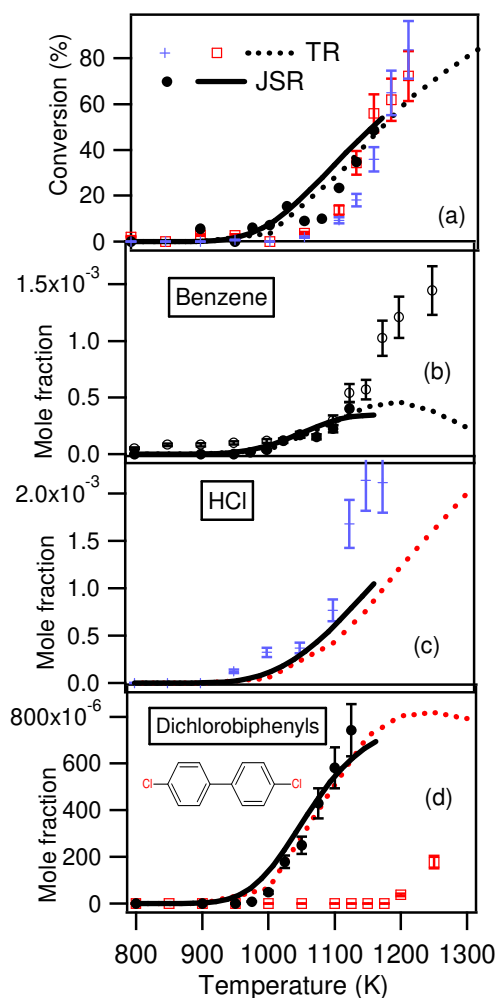 Conversion (%)
80
60
40
20
0
TR
JSR
(a)
Mole fraction
1.5x10⁻³
1.0
0.5
0.0
Benzene
(b)
Mole fraction
2.0x10⁻³
1.5
1.0
0.5
0.0
HCl
(c)
Mole fraction
800x10⁻⁶
600
400
200
0
Dichlorobiphenyls
Cl
Cl
(d)
800 900 1000 1100 1200 1300
Temperature (K)